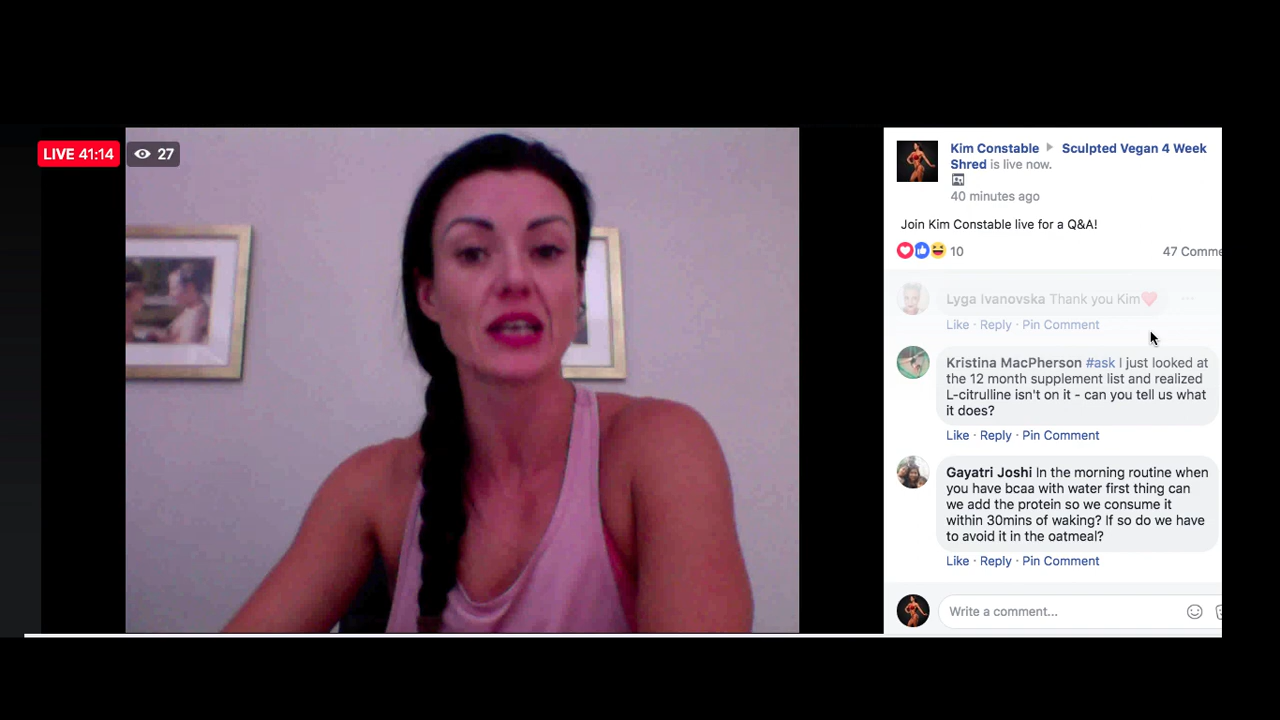 LIVE 41:14
27
Kim Constable Sculpted Vegan 4 Week
Shred is live now.
40 minutes ago
Join Kim Constable live for a Q&A!
10
47 Comme
Lyga Ivanovska Thank you Kim❤️
Like · Reply · Pin Comment
Kristina MacPherson #ask I just looked at
the 12 month supplement list and realized
L-citrulline isn't on it - can you tell us what
it does?
Like · Reply · Pin Comment
Gayatri Joshi In the morning routine when
you have bcaa with water first thing can
we add the protein so we consume it
within 30mins of waking? If so do we have
to avoid it in the oatmeal?
Like · Reply · Pin Comment
Write a comment...